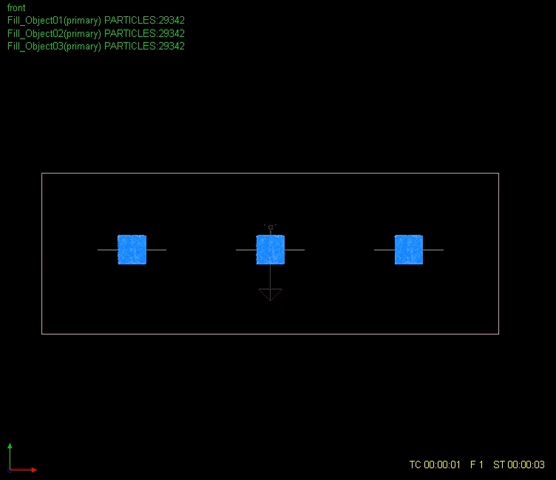 front
Fill_Object01(primary) PARTICLES:29342
Fill_Object02(primary) PARTICLES:29342
Fill_Object03(primary) PARTICLES:29342
TC 00:00:01 F 1 ST 00:00:03